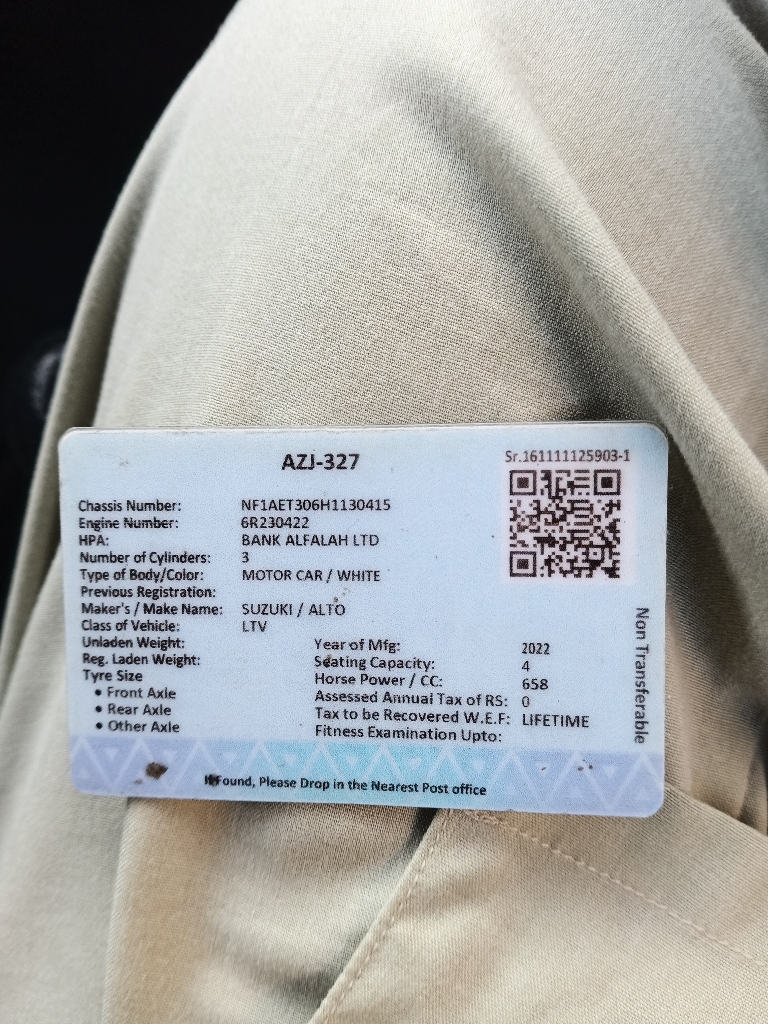 AZJ-327
Sr.161111125903-1
Chassis Number: NF1AET306H1130415
Engine Number: 6R230422
HPA: BANK ALFALAH LTD
Number of Cylinders: 3
Type of Body/Color: MOTOR CAR / WHITE
Previous Registration:
Maker's / Make Name: SUZUKI / ALTO
Class of Vehicle: LTV
Unladen Weight:
Reg. Laden Weight:
Tyre Size
• Front Axle
• Rear Axle
• Other Axle
Year of Mfg: 2022
Seating Capacity: 4
Horse Power / CC: 658
Assessed Annual Tax of RS: 0
Tax to be Recovered W.E.F: LIFETIME
Fitness Examination Upto:
Non Transferable
If Found, Please Drop in the Nearest Post office